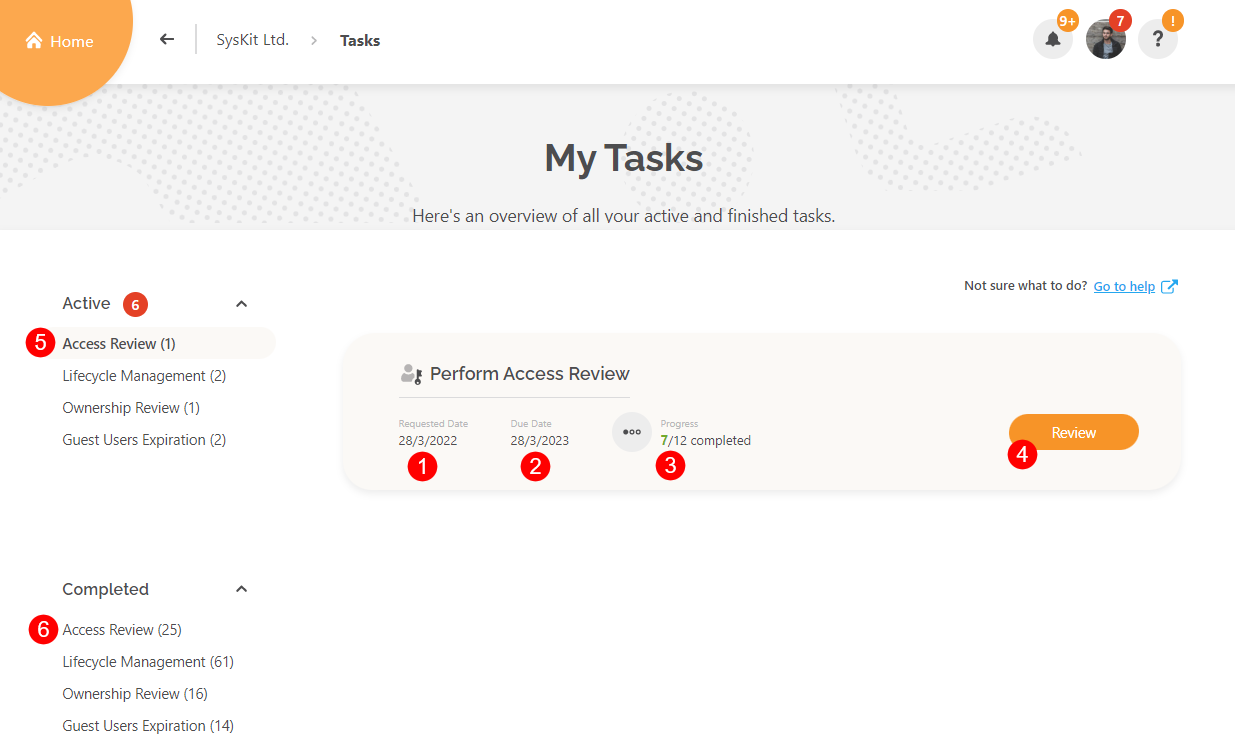 Home
SysKit Ltd. > Tasks
9+
7
!
?
My Tasks
Here's an overview of all your active and finished tasks.
Not sure what to do? Go to help
Active 6
5 Access Review (1)
Lifecycle Management (2)
Ownership Review (1)
Guest Users Expiration (2)
Perform Access Review
Requested Date
28/3/2022
1
Due Date
28/3/2023
2
Progress
7/12 completed
3
Review
4
Completed
6 Access Review (25)
Lifecycle Management (61)
Ownership Review (16)
Guest Users Expiration (14)